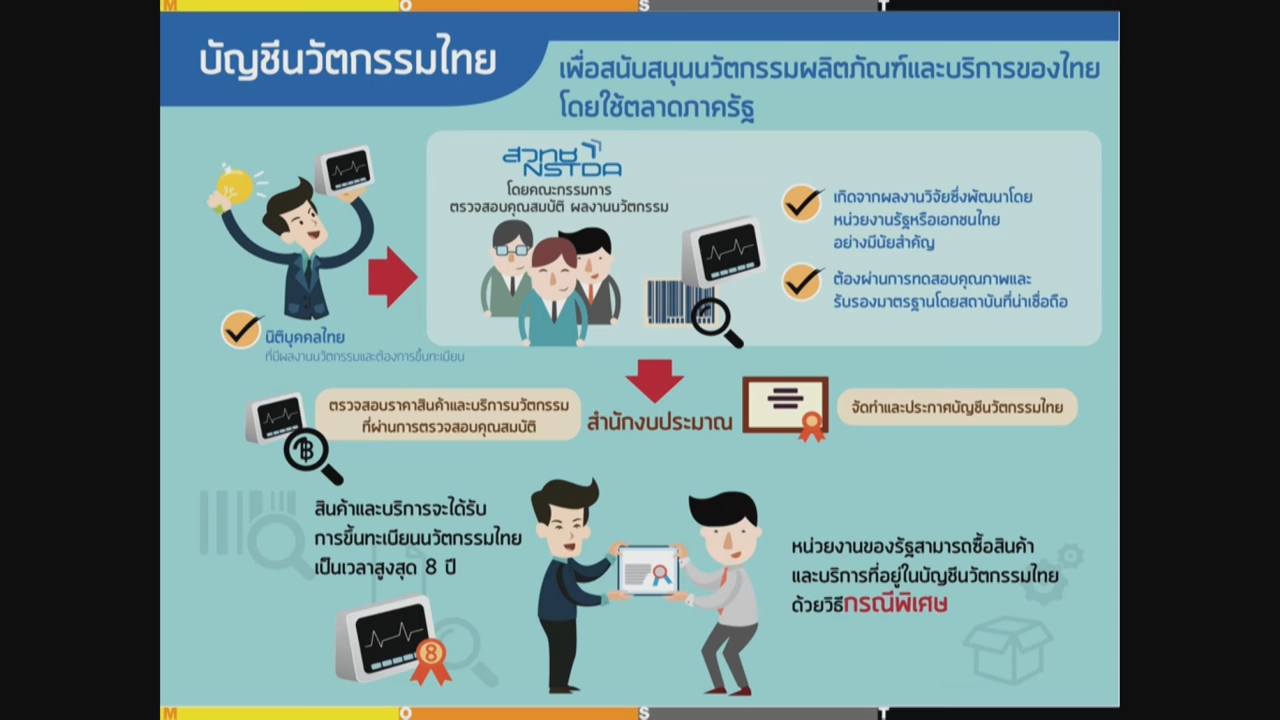 M O S T
บัญชีนวัตกรรมไทย
เพื่อสนับสนุนนวัตกรรมผลิตภัณฑ์และบริการของไทย
โดยใช้ตลาดภาครัฐ
สวทช
NSTDA
โดยคณะกรรมการ
ตรวจสอบคุณสมบัติ ผลงานนวัตกรรม
เกิดจากผลงานวิจัยซึ่งพัฒนาโดย
หน่วยงานรัฐหรือเอกชนไทย
อย่างมีนัยสำคัญ
ต้องผ่านการทดสอบคุณภาพและ
รับรองมาตรฐานโดยสถาบันที่น่าเชื่อถือ
นิติบุคคลไทย
ที่มีผลงานนวัตกรรมและต้องการขึ้นทะเบียน
ตรวจสอบราคาสินค้าและบริการนวัตกรรม
ที่ผ่านการตรวจสอบคุณสมบัติ
สำนักงบประมาณ
จัดทำและประกาศบัญชีนวัตกรรมไทย
฿
สินค้าและบริการจะได้รับ
การขึ้นทะเบียนนวัตกรรมไทย
เป็นเวลาสูงสุด 8 ปี
8
หน่วยงานของรัฐสามารถซื้อสินค้า
และบริการที่อยู่ในบัญชีนวัตกรรมไทย
ด้วยวิธีกรณีพิเศษ
M O S T